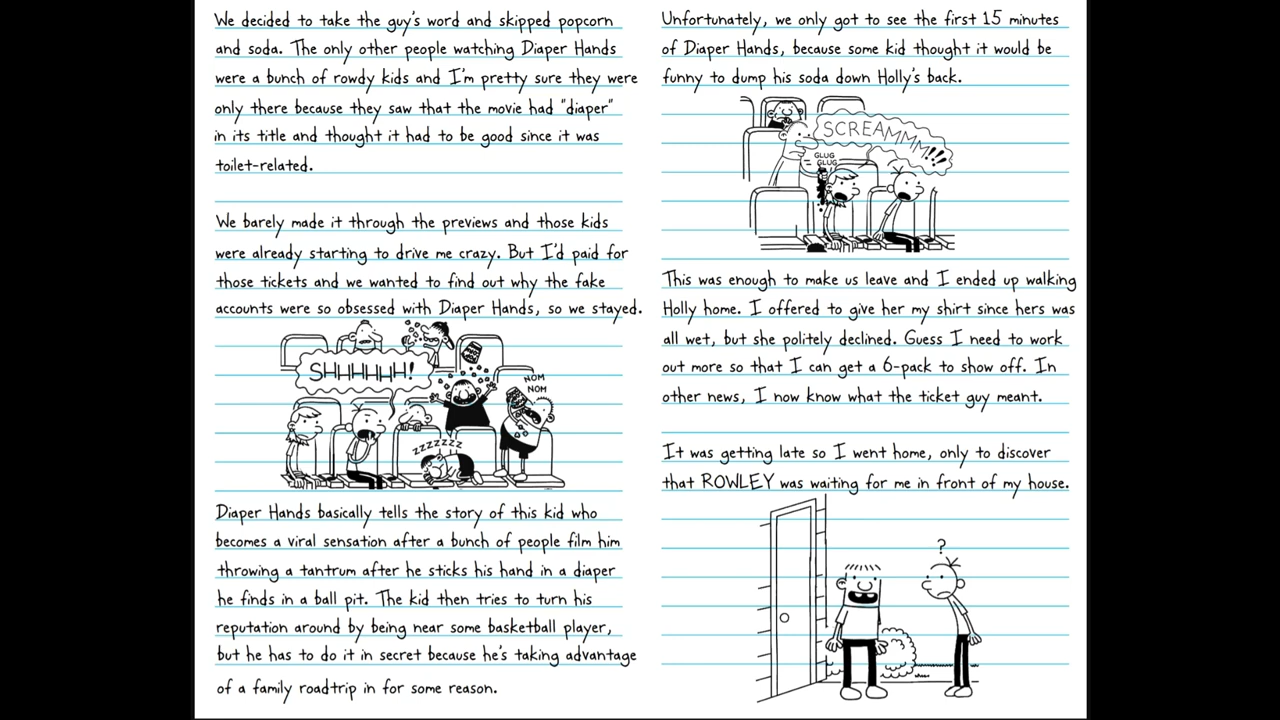 We decided to take the guy's word and skipped popcorn
and soda. The only other people watching Diaper Hands
were a bunch of rowdy kids and I'm pretty sure they were
only there because they saw that the movie had "diaper"
in its title and thought it had to be good since it was
toilet-related.
We barely made it through the previews and those kids
were already starting to drive me crazy. But I'd paid for
those tickets and we wanted to find out why the fake
accounts were so obsessed with Diaper Hands, so we stayed.
SHHHHHH!
NOM
NOM
ZZZZZZZ
Diaper Hands basically tells the story of this kid who
becomes a viral sensation after a bunch of people film him
throwing a tantrum after he sticks his hand in a diaper
he finds in a ball pit. The kid then tries to turn his
reputation around by being near some basketball player,
but he has to do it in secret because he's taking advantage
of a family roadtrip in for some reason.
Unfortunately, we only got to see the first 15 minutes
of Diaper Hands, because some kid thought it would be
funny to dump his soda down Holly's back.
SCREAMMM!!!
GLUG
GLUG
This was enough to make us leave and I ended up walking
Holly home. I offered to give her my shirt since hers was
all wet, but she politely declined. Guess I need to work
out more so that I can get a 6-pack to show off. In
other news, I now know what the ticket guy meant.
It was getting late so I went home, only to discover
that ROWLEY was waiting for me in front of my house.
?